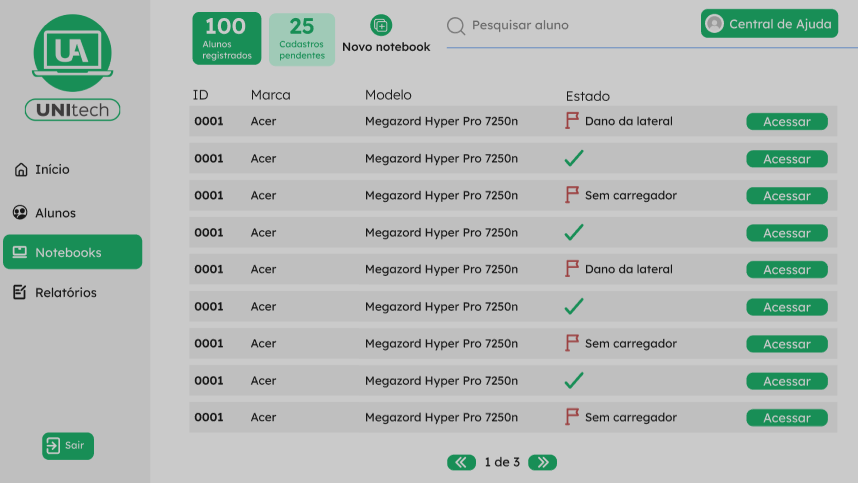 UA
UNItech
Início
Alunos
Notebooks
Relatórios
Sair
100
Alunos
registrados
25
Cadastros
pendentes
Novo notebook
Pesquisar aluno
Central de Ajuda
ID Marca Modelo Estado
0001 Acer Megazord Hyper Pro 7250n Dano da lateral Acessar
0001 Acer Megazord Hyper Pro 7250n Acessar
0001 Acer Megazord Hyper Pro 7250n Sem carregador Acessar
0001 Acer Megazord Hyper Pro 7250n Acessar
0001 Acer Megazord Hyper Pro 7250n Dano da lateral Acessar
0001 Acer Megazord Hyper Pro 7250n Acessar
0001 Acer Megazord Hyper Pro 7250n Sem carregador Acessar
0001 Acer Megazord Hyper Pro 7250n Acessar
0001 Acer Megazord Hyper Pro 7250n Sem carregador Acessar
1 de 3